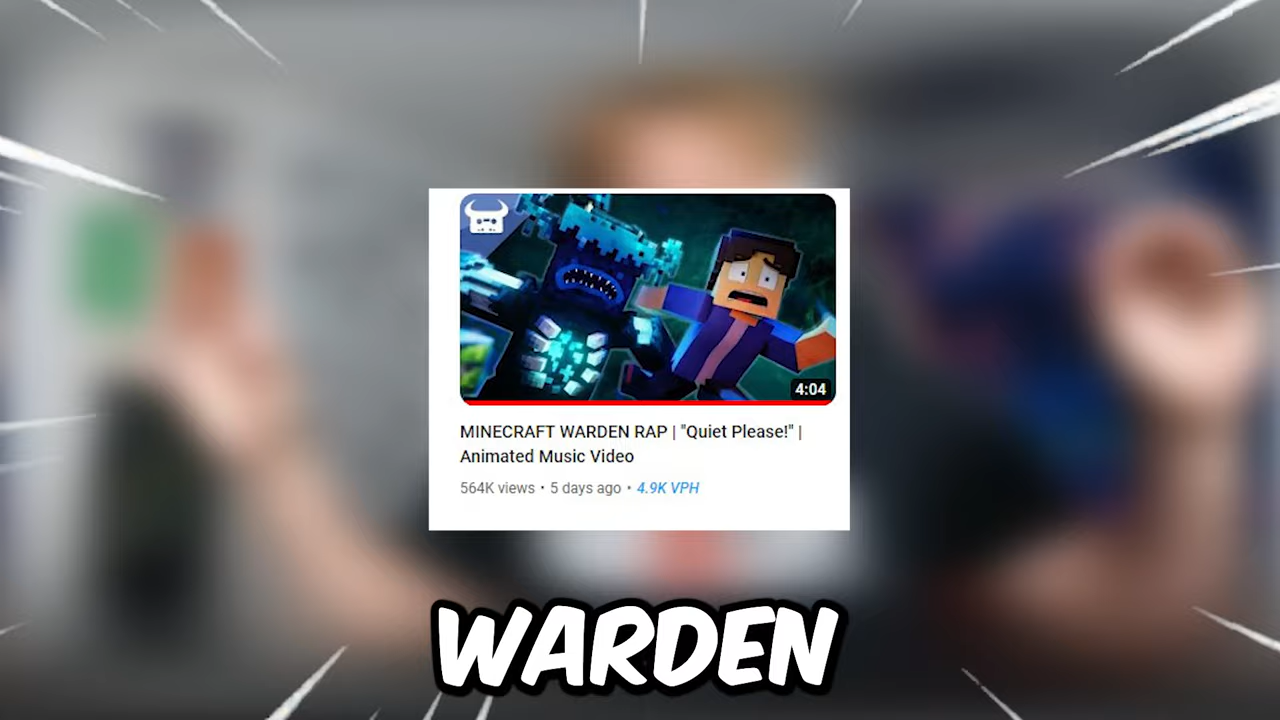 4:04
MINECRAFT WARDEN RAP | "Quiet Please!" |
Animated Music Video
564K views • 5 days ago • 4.9K VPH
WARDEN